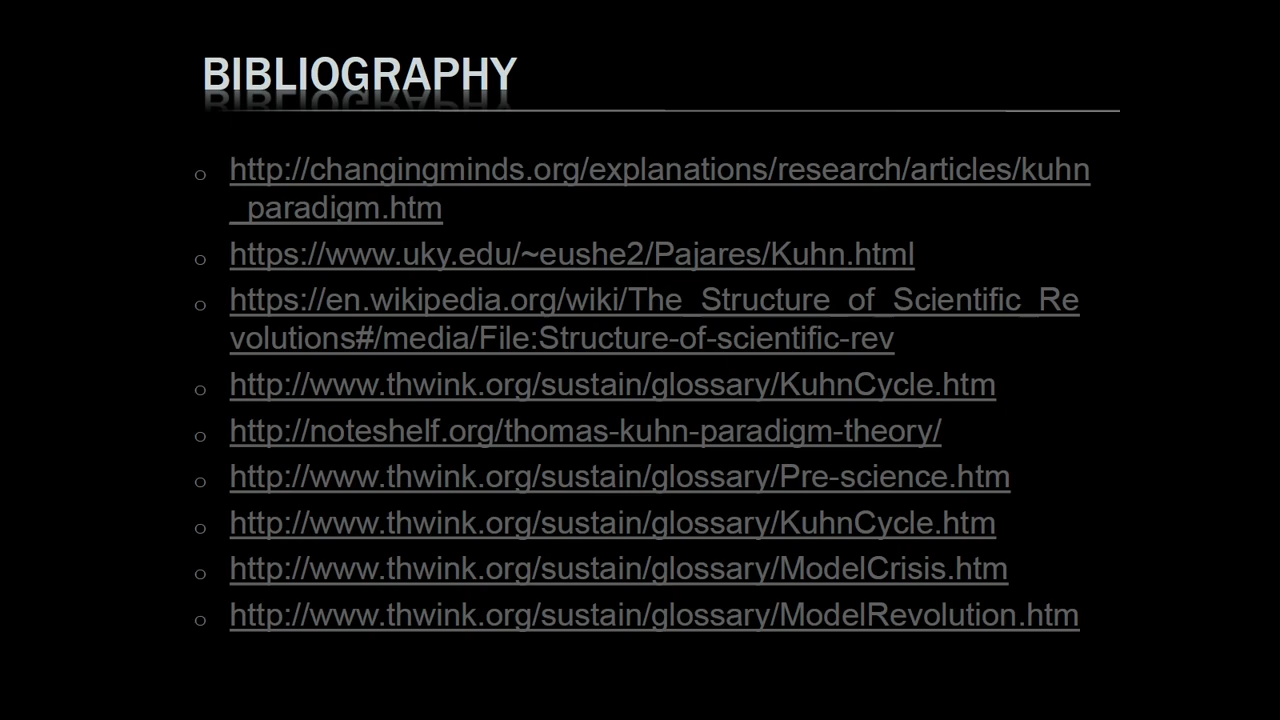 BIBLIOGRAPHY
http://changingminds.org/explanations/research/articles/kuhn
_paradigm.htm
https://www.uky.edu/~eushe2/Pajares/Kuhn.html
https://en.wikipedia.org/wiki/The_Structure_of_Scientific_Re
volutions#/media/File:Structure-of-scientific-rev
http://www.thwink.org/sustain/glossary/KuhnCycle.htm
http://noteshelf.org/thomas-kuhn-paradigm-theory/
http://www.thwink.org/sustain/glossary/Pre-science.htm
http://www.thwink.org/sustain/glossary/KuhnCycle.htm
http://www.thwink.org/sustain/glossary/ModelCrisis.htm
http://www.thwink.org/sustain/glossary/ModelRevolution.htm